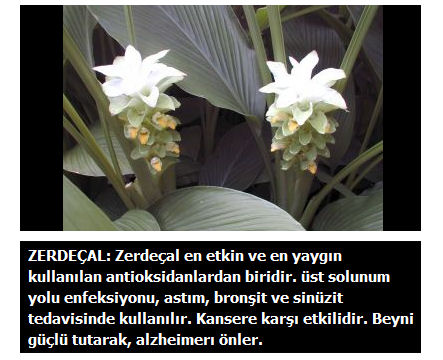 ZERDEÇAL: Zerdeçal en etkin ve en yaygın
kullanılan antioksidanlardan biridir. üst solunum
yolu enfeksiyonu, astım, bronşit ve sinüzit
tedavisinde kullanılır. Kansere karşı etkilidir. Beyni
güçlü tutarak, alzheimerı önler.